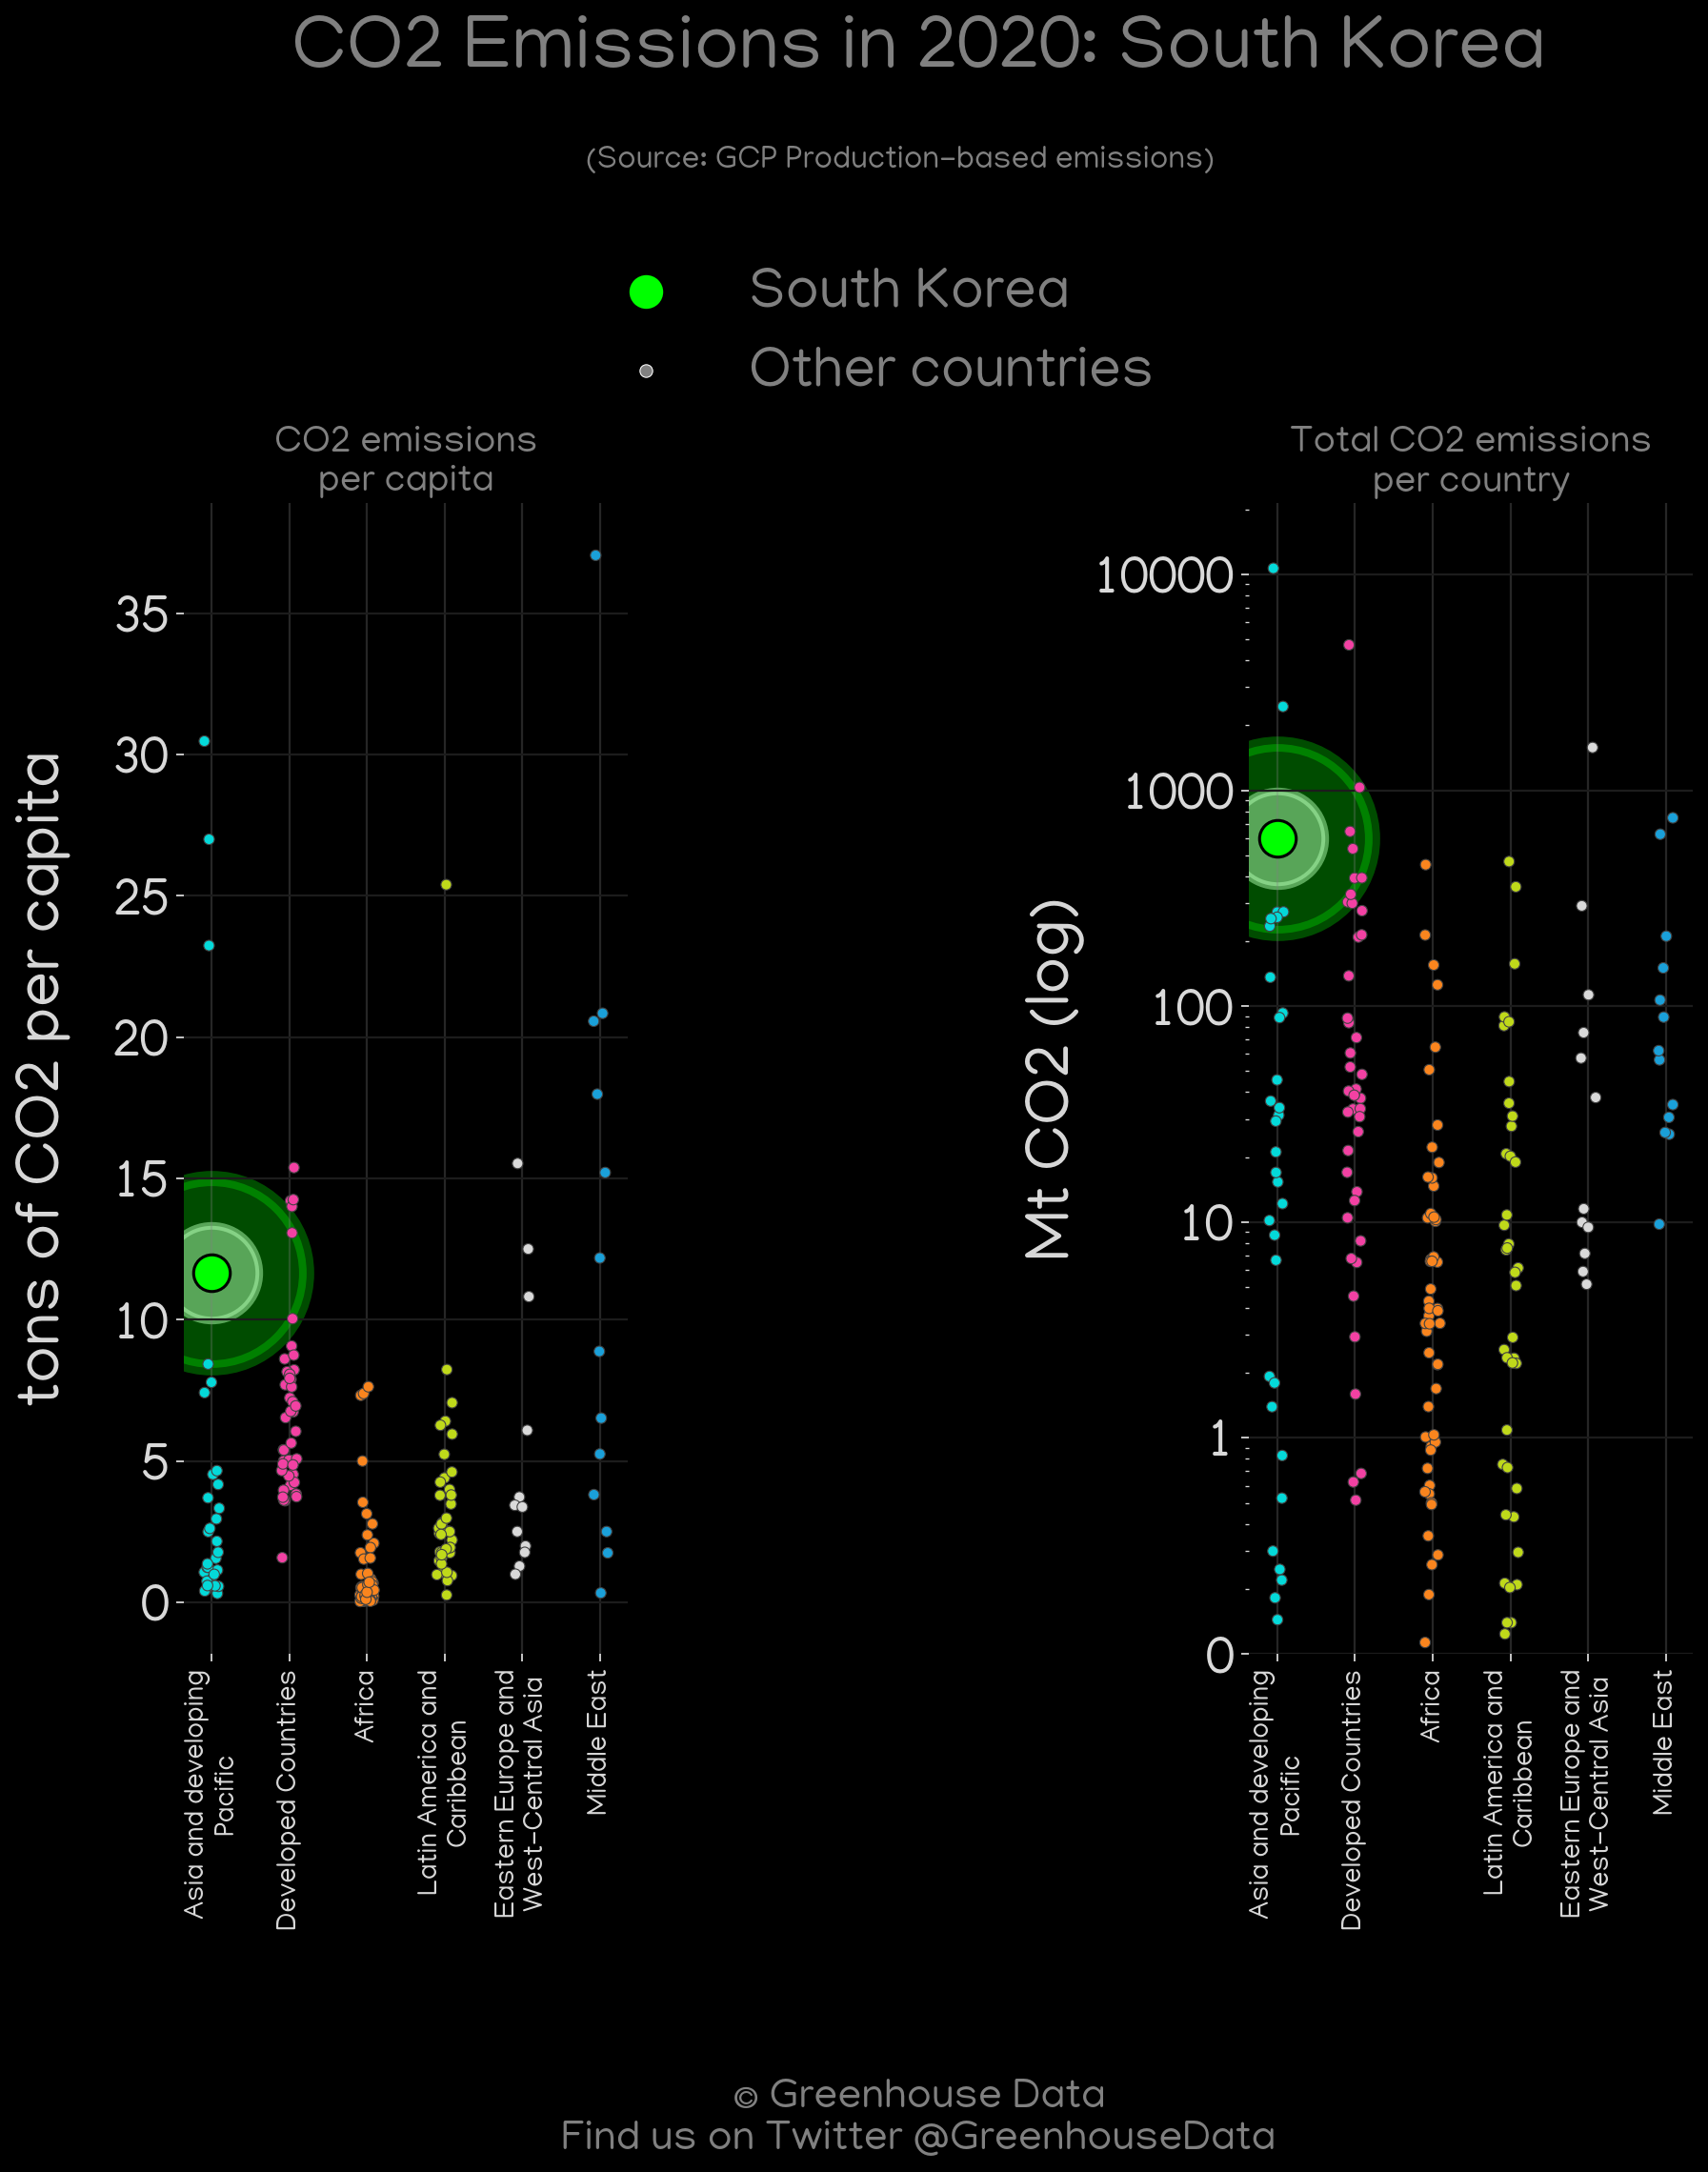 CO2 Emissions in 2020: South Korea
(Source: GCP Production-based emissions)
South Korea
Other countries
CO2 emissions
per capita
tons of CO2 per capita
35
30
25
20
15
10
5
0
Asia and developing
Pacific
Developed Countries
Africa
Latin America and
Caribbean
Eastern Europe and
West-Central Asia
Middle East
Total CO2 emissions
per country
Mt CO2 (log)
10000
1000
100
10
1
0
Asia and developing
Pacific
Developed Countries
Africa
Latin America and
Caribbean
Eastern Europe and
West-Central Asia
Middle East
© Greenhouse Data
Find us on Twitter @GreenhouseData